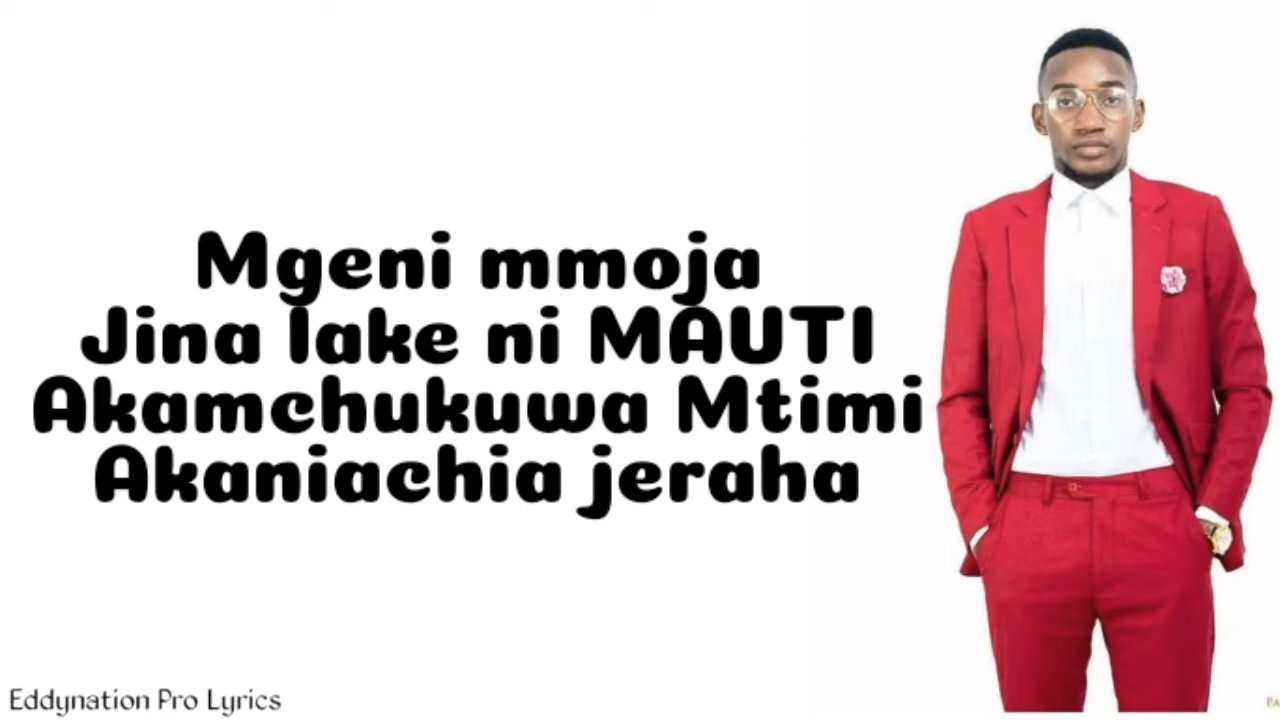 Mgeni mmoja
Jina lake ni MAUTI
Akamchukuwa Mtimi
Akaniachia jeraha
Eddynation Pro Lyrics